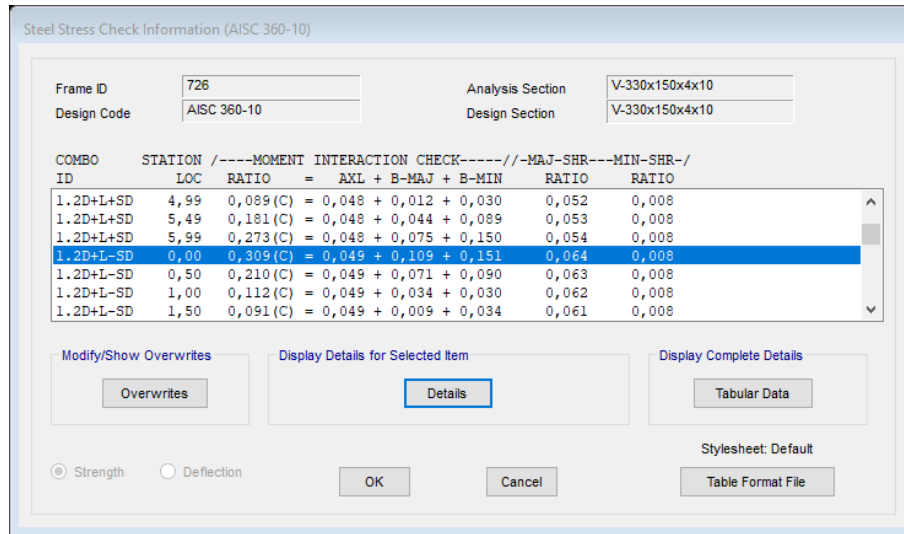 Steel Stress Check Information (AISC 360-10)
Frame ID 726 Analysis Section V-330x150x4x10
Design Code AISC 360-10 Design Section V-330x150x4x10
COMBO STATION /----MOMENT INTERACTION CHECK-----//-MAJ-SHR---MIN-SHR-/
ID LOC RATIO = AXL + B-MAJ + B-MIN RATIO RATIO
1.2D+L+SD 4,99 0,089(C) = 0,048 + 0,012 + 0,030 0,052 0,008
1.2D+L+SD 5,49 0,181(C) = 0,048 + 0,044 + 0,089 0,053 0,008
1.2D+L+SD 5,99 0,273(C) = 0,048 + 0,075 + 0,150 0,054 0,008
1.2D+L-SD 0,00 0,309(C) = 0,049 + 0,109 + 0,151 0,064 0,008
1.2D+L-SD 0,50 0,210(C) = 0,049 + 0,071 + 0,090 0,063 0,008
1.2D+L-SD 1,00 0,112(C) = 0,049 + 0,034 + 0,030 0,062 0,008
1.2D+L-SD 1,50 0,091(C) = 0,049 + 0,009 + 0,034 0,061 0,008
Modify/Show Overwrites Display Details for Selected Item Display Complete Details
Overwrites Details Tabular Data
Stylesheet: Default
Strength Deflection OK Cancel Table Format File